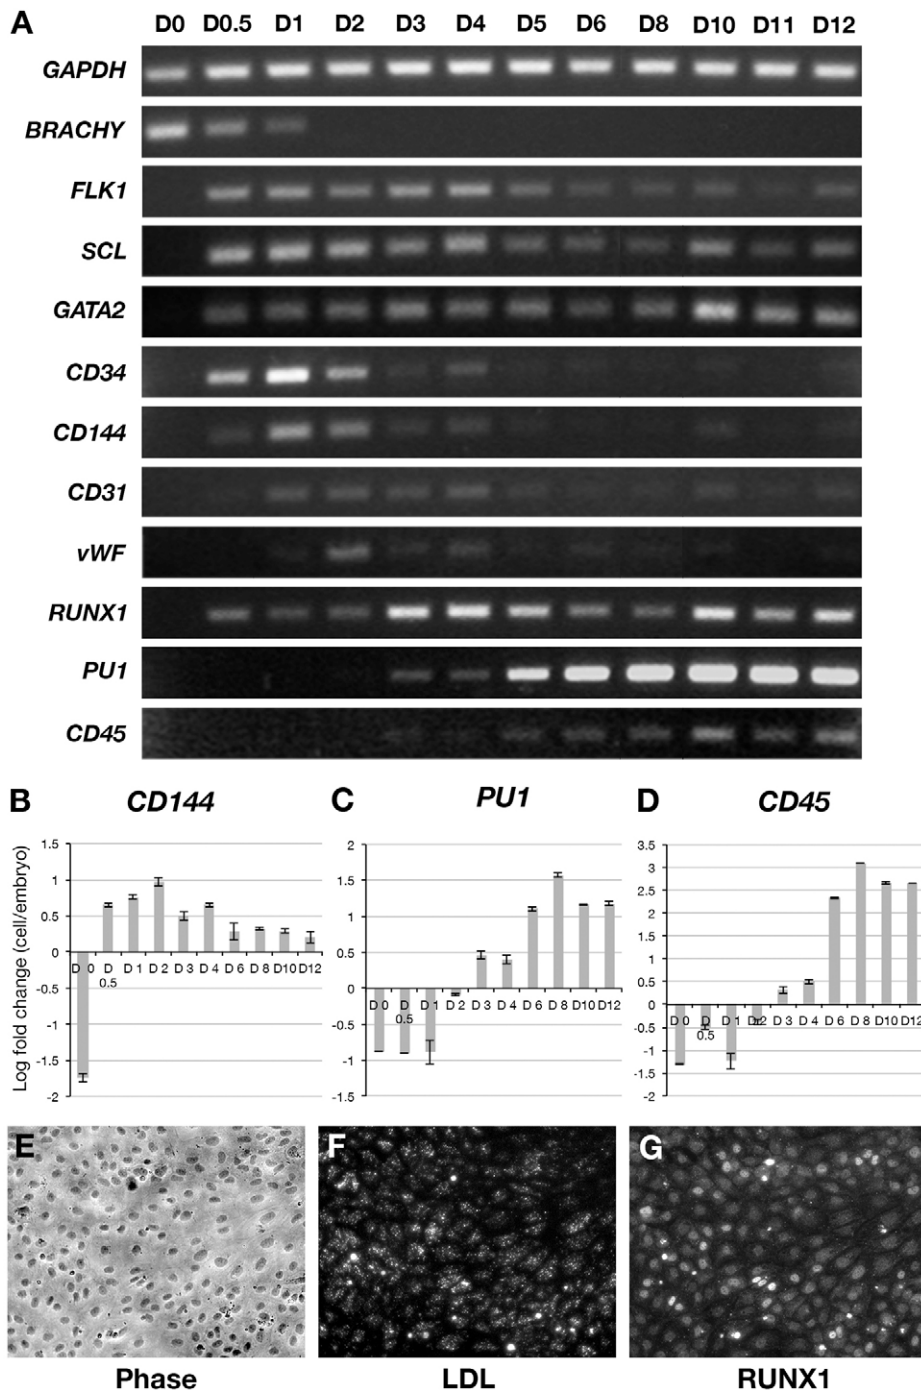 A D0 D0.5 D1 D2 D3 D4 D5 D6 D8 D10 D11 D12
GAPDH
BRACHY
FLK1
SCL
GATA2
CD34
CD144
CD31
vWF
RUNX1
PU1
CD45
B CD144
Log fold change (cell/embryo)
1.5
1
0.5
0
-0.5
-1
-1.5
-2
D 0 D 0.5 D 1 D 2 D 3 D 4 D 6 D 8 D10 D12
C PU1
2
1.5
1
0.5
0
-0.5
-1
-1.5
D 0 D 0.5 D 1 D 2 D 3 D 4 D 6 D 8 D10 D12
D CD45
3.5
3
2.5
2
1.5
1
0.5
0
-0.5
-1
-1.5
-2
D 0 D 0.5 D 1 D 2 D 3 D 4 D 6 D 8 D10 D12
E F G
Phase LDL RUNX1